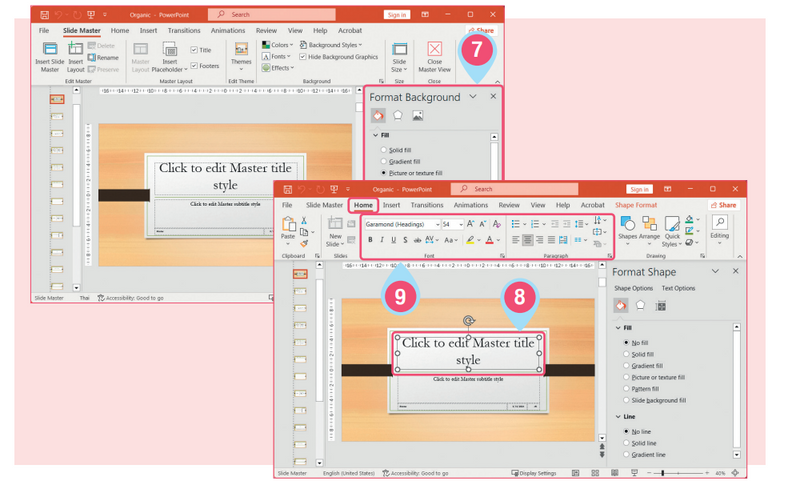 Organic - PowerPoint
Search
Sign in
File Slide Master Home Insert Transitions Animations Review View Help Acrobat Share
Insert Slide Master
Insert Layout
Delete
Rename
Preserve
Master Layout
Insert Placeholder
Title
Footers
Themes
Colors
Fonts
Effects
Background Styles
Hide Background Graphics
Slide Size
Close Master View
Edit Master Master Layout Edit Theme Background Size Close
7
Format Background
Fill
Solid fill
Gradient fill
Picture or texture fill
Click to edit Master title
style
Click to edit Master subtitle style
Slide Master Thai Accessibility: Good to go
Organic - PowerPoint
Search
Sign in
File Slide Master Home Insert Transitions Animations Review View Help Acrobat Shape Format Share
Paste
New Slide
Garamond (Headings) 54
Shapes Arrange Quick Styles
Editing
Clipboard Slides Font Paragraph Drawing
9
8
Click to edit Master title
style
Click to edit Master subtitle style
Format Shape
Shape Options Text Options
Fill
No fill
Solid fill
Gradient fill
Picture or texture fill
Pattern fill
Slide background fill
Line
No line
Solid line
Gradient line
Slide Master English (United States) Accessibility: Good to go Display Settings 40%